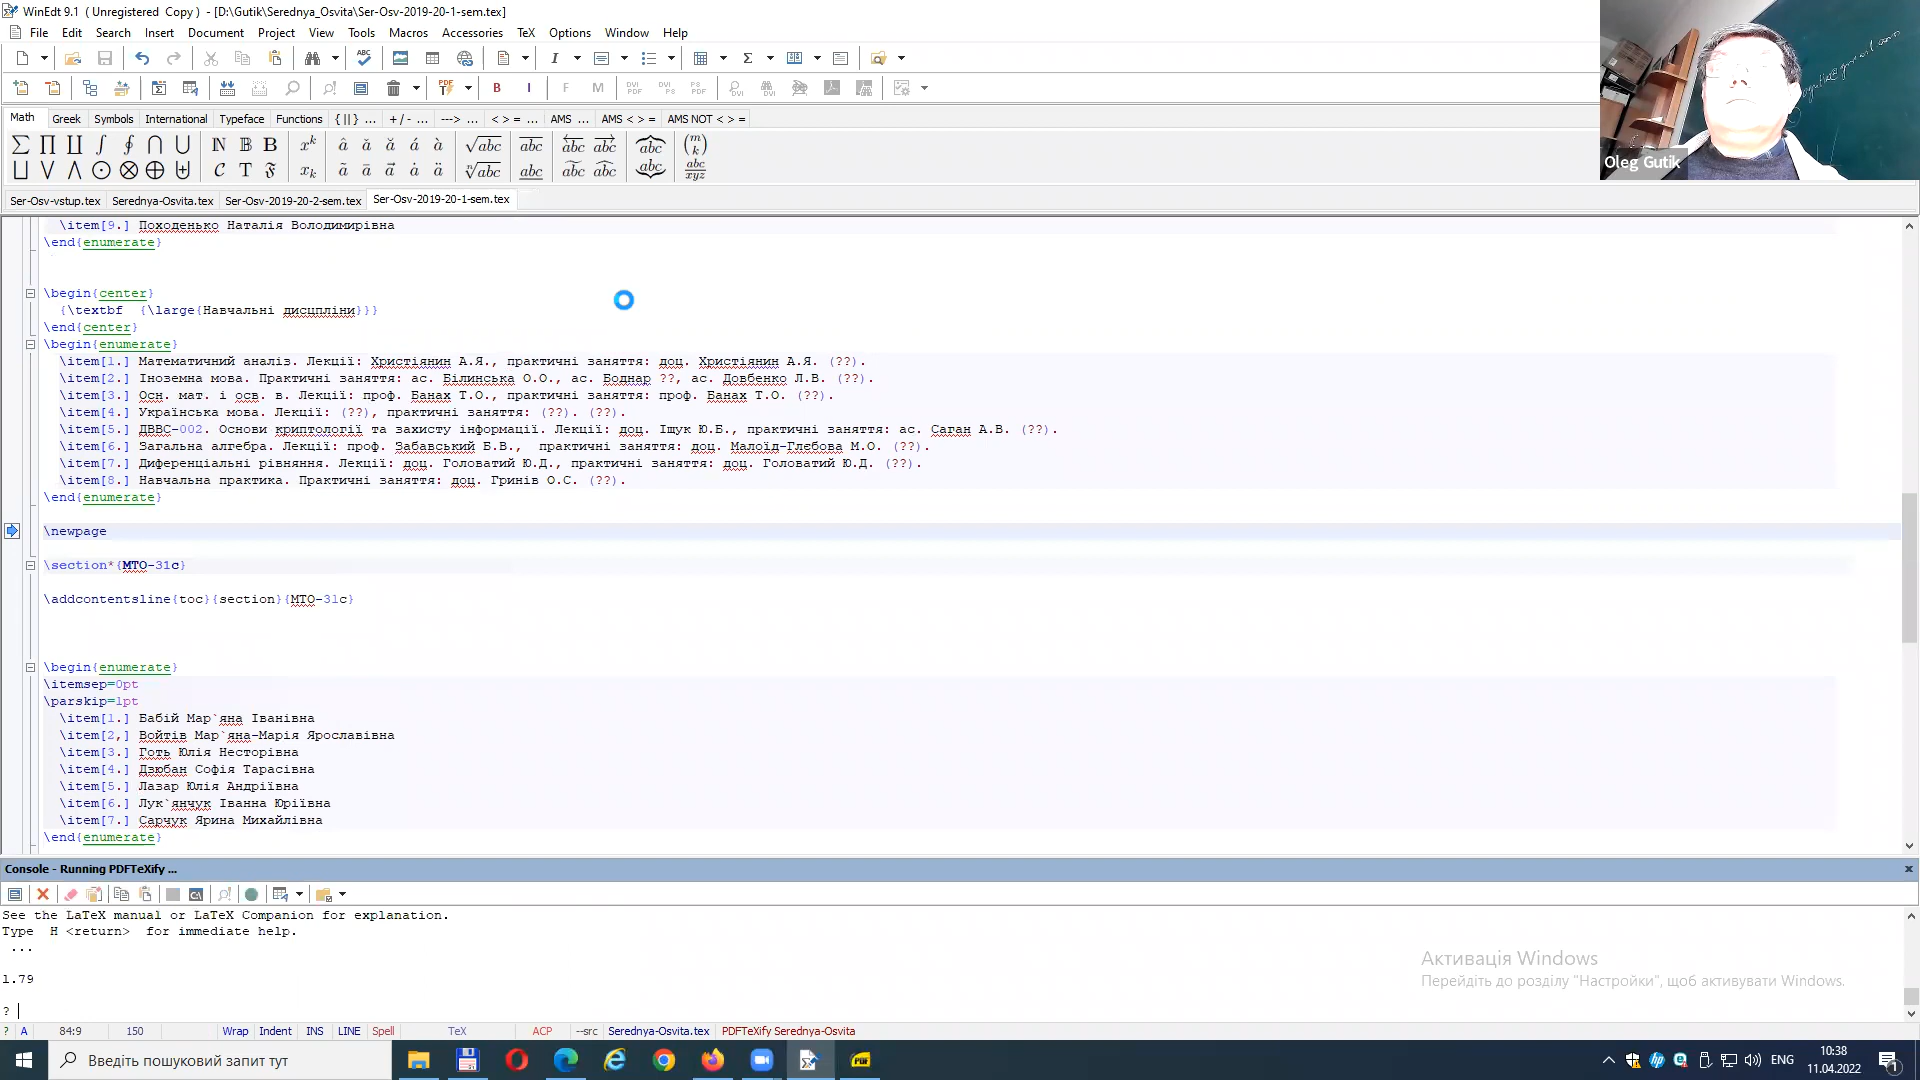 WinEdt 9.1 ( Unregistered Copy ) - [D:\Gutik\Serednya_Osvita\Ser-Osv-2019-20-1-sem.tex]
File Edit Search Insert Document Project View Tools Macros Accessories TeX Options Window Help
Math Greek Symbols International Typeface Functions { || } ... + / - ... ---> ... < > = ... AMS ... AMS < > = AMS NOT < > =
Oleg Gutik
Ser-Osv-vstup.tex Serednya-Osvita.tex Ser-Osv-2019-20-2-sem.tex Ser-Osv-2019-20-1-sem.tex
\item[9.] Походенько Наталія Володимирівна
\end{enumerate}
\begin{center}
{\textbf {\large{Навчальні дисцпліни}}}
\end{center}
\begin{enumerate}
\item[1.] Математичний аналіз. Лекції: Христіянин А.Я., практичні заняття: доц. Христіянин А.Я. (??).
\item[2.] Іноземна мова. Практичні заняття: ас. Білинська О.О., ас. Боднар ??, ас. Довбенко Л.В. (??).
\item[3.] Осн. мат. і осв. в. Лекції: проф. Банах Т.О., практичні заняття: проф. Банах Т.О. (??).
\item[4.] Українська мова. Лекції: (??), практичні заняття: (??). (??).
\item[5.] ДВВС-002. Основи криптології та захисту інформації. Лекції: доц. Іщук Ю.Б., практичні заняття: ас. Саган А.В. (??).
\item[6.] Загальна алгебра. Лекції: проф. Забавський Б.В., практичні заняття: доц. Малоїд-Глєбова М.О. (??).
\item[7.] Диференціальні рівняння. Лекції: доц. Головатий Ю.Д., практичні заняття: доц. Головатий Ю.Д. (??).
\item[8.] Навчальна практика. Практичні заняття: доц. Гринів О.С. (??).
\end{enumerate}
\newpage
\section*{МТО-31с}
\addcontentsline{toc}{section}{МТО-31с}
\begin{enumerate}
\itemsep=0pt
\parskip=1pt
\item[1.] Бабій Мар`яна Іванівна
\item[2,] Войтів Мар`яна-Марія Ярославівна
\item[3.] Готь Юлія Несторівна
\item[4.] Дзюбан Софія Тарасівна
\item[5.] Лазар Юлія Андріївна
\item[6.] Лук`янчук Іванна Юріївна
\item[7.] Сарчук Ярина Михайлівна
\end{enumerate}
Console - Running PDFTeXify ...
See the LaTeX manual or LaTeX Companion for explanation.
Type H <return> for immediate help.
...
l.79
?
Активація Windows
Перейдіть до розділу "Настройки", щоб активувати Windows.
? A 84:9 150 Wrap Indent INS LINE Spell TeX ACP --src Serednya-Osvita.tex PDFTeXify Serednya-Osvita
Введіть пошуковий запит тут
ENG
10:38
11.04.2022